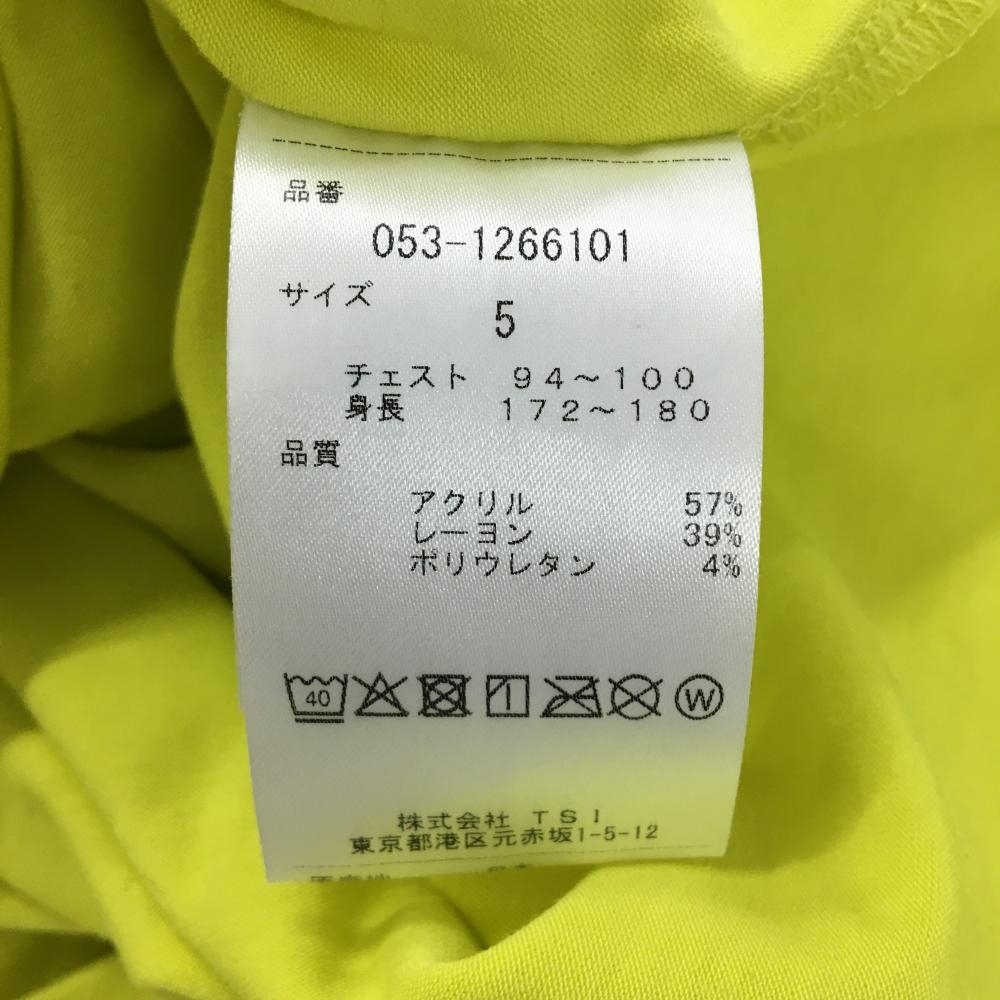 品番
053-1266101
サイズ
5
チェスト 94～100
身長 172～180
品質
アクリル 57%
レーヨン 39%
ポリウレタン 4%
40 W
株式会社 TSI
東京都港区元赤坂1-5-12